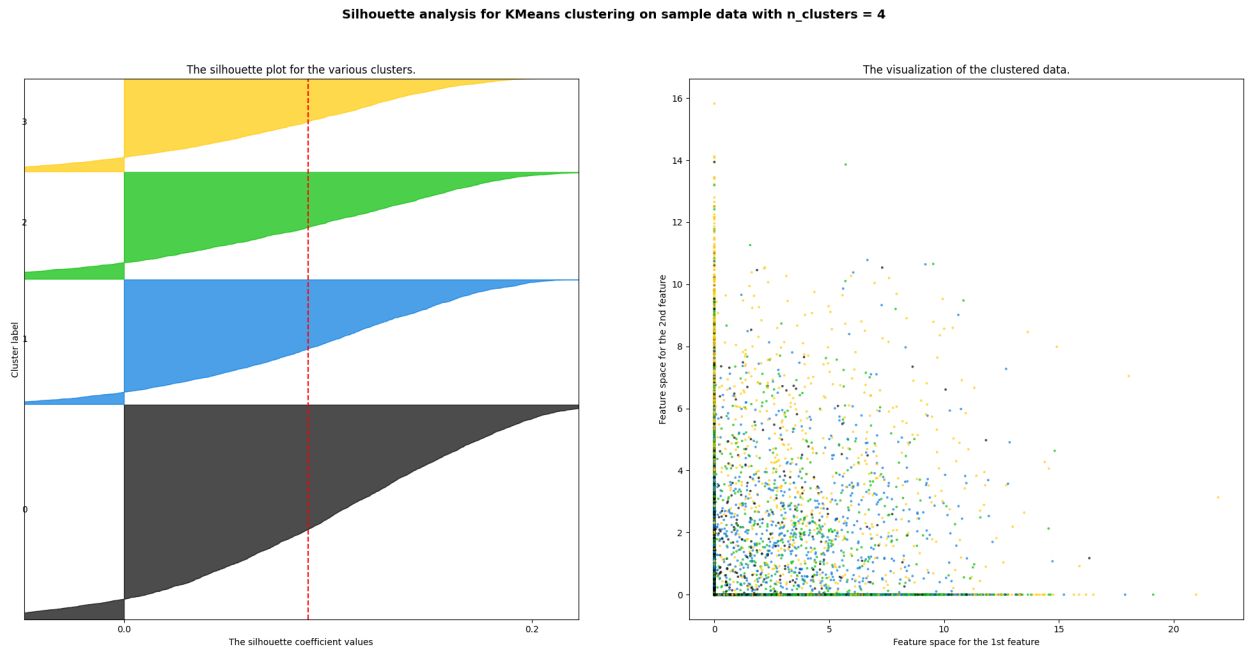 Silhouette analysis for KMeans clustering on sample data with n_clusters = 4
The silhouette plot for the various clusters.
3
2
1
0
Cluster label
0.0
0.2
The silhouette coefficient values
The visualization of the clustered data.
16
14
12
10
8
6
4
2
0
Feature space for the 2nd feature
0
5
10
15
20
Feature space for the 1st feature